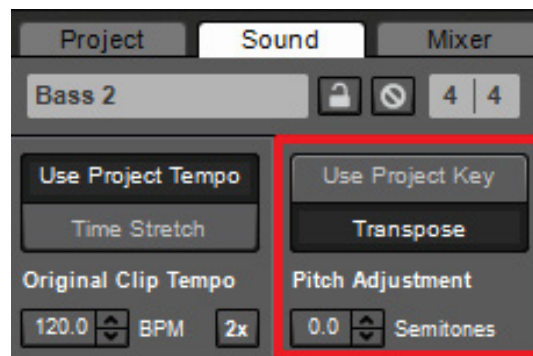 Project Sound Mixer
Bass 2 4 4
Use Project Tempo Use Project Key
Time Stretch Transpose
Original Clip Tempo Pitch Adjustment
120.0 BPM 2x 0.0 Semitones